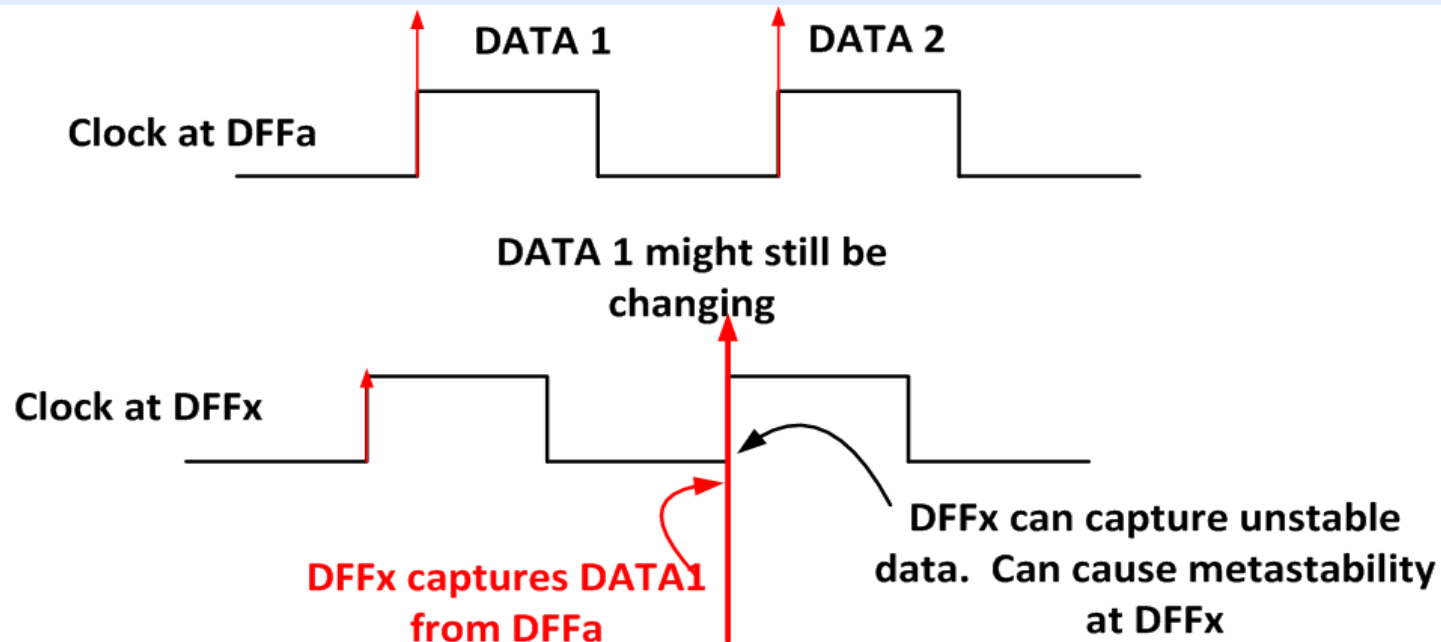 DATA 1
DATA 2
Clock at DFFa
DATA 1 might still be
changing
Clock at DFFx
DFFx captures DATA1
from DFFa
DFFx can capture unstable
data. Can cause metastability
at DFFx